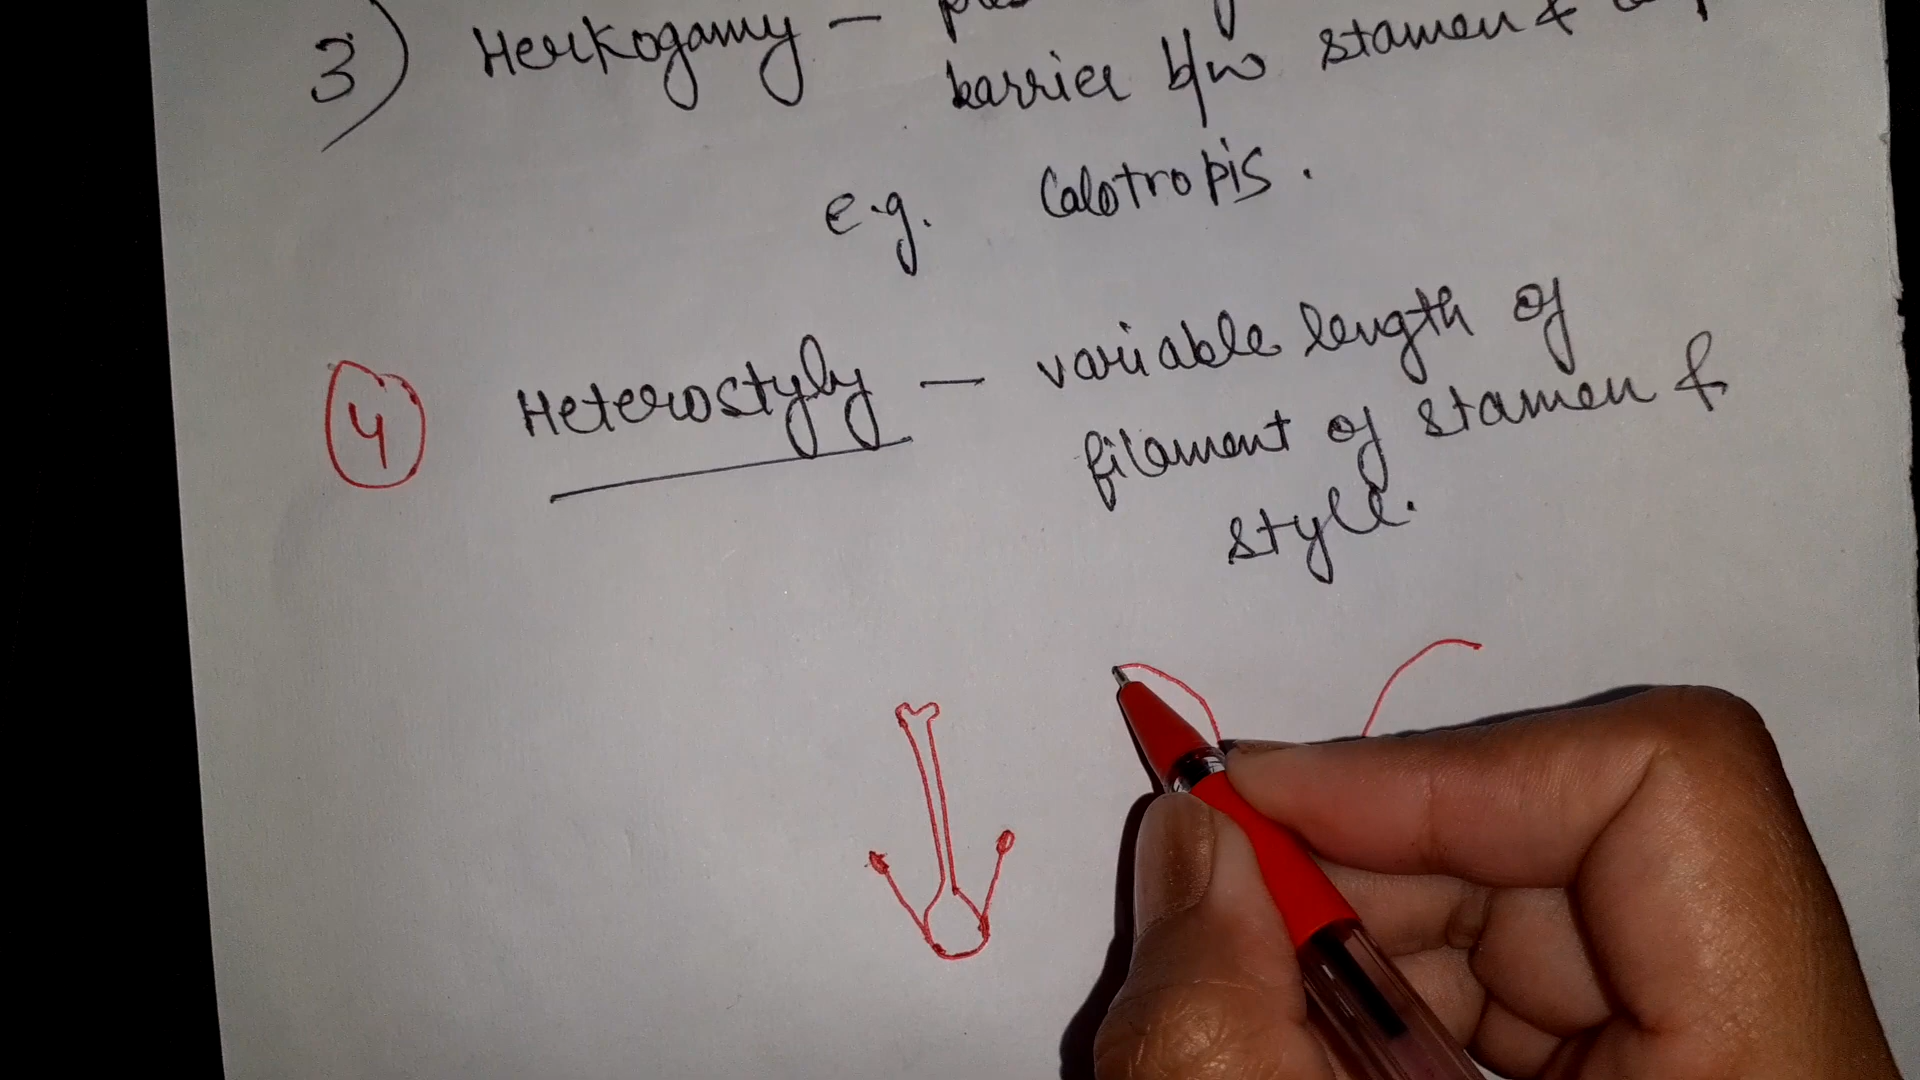 3) Herkogamy —
barrier b/w stamen &
e.g. Calotropis.
4 Heterostyly — variable length of
filament of stamen &
style.